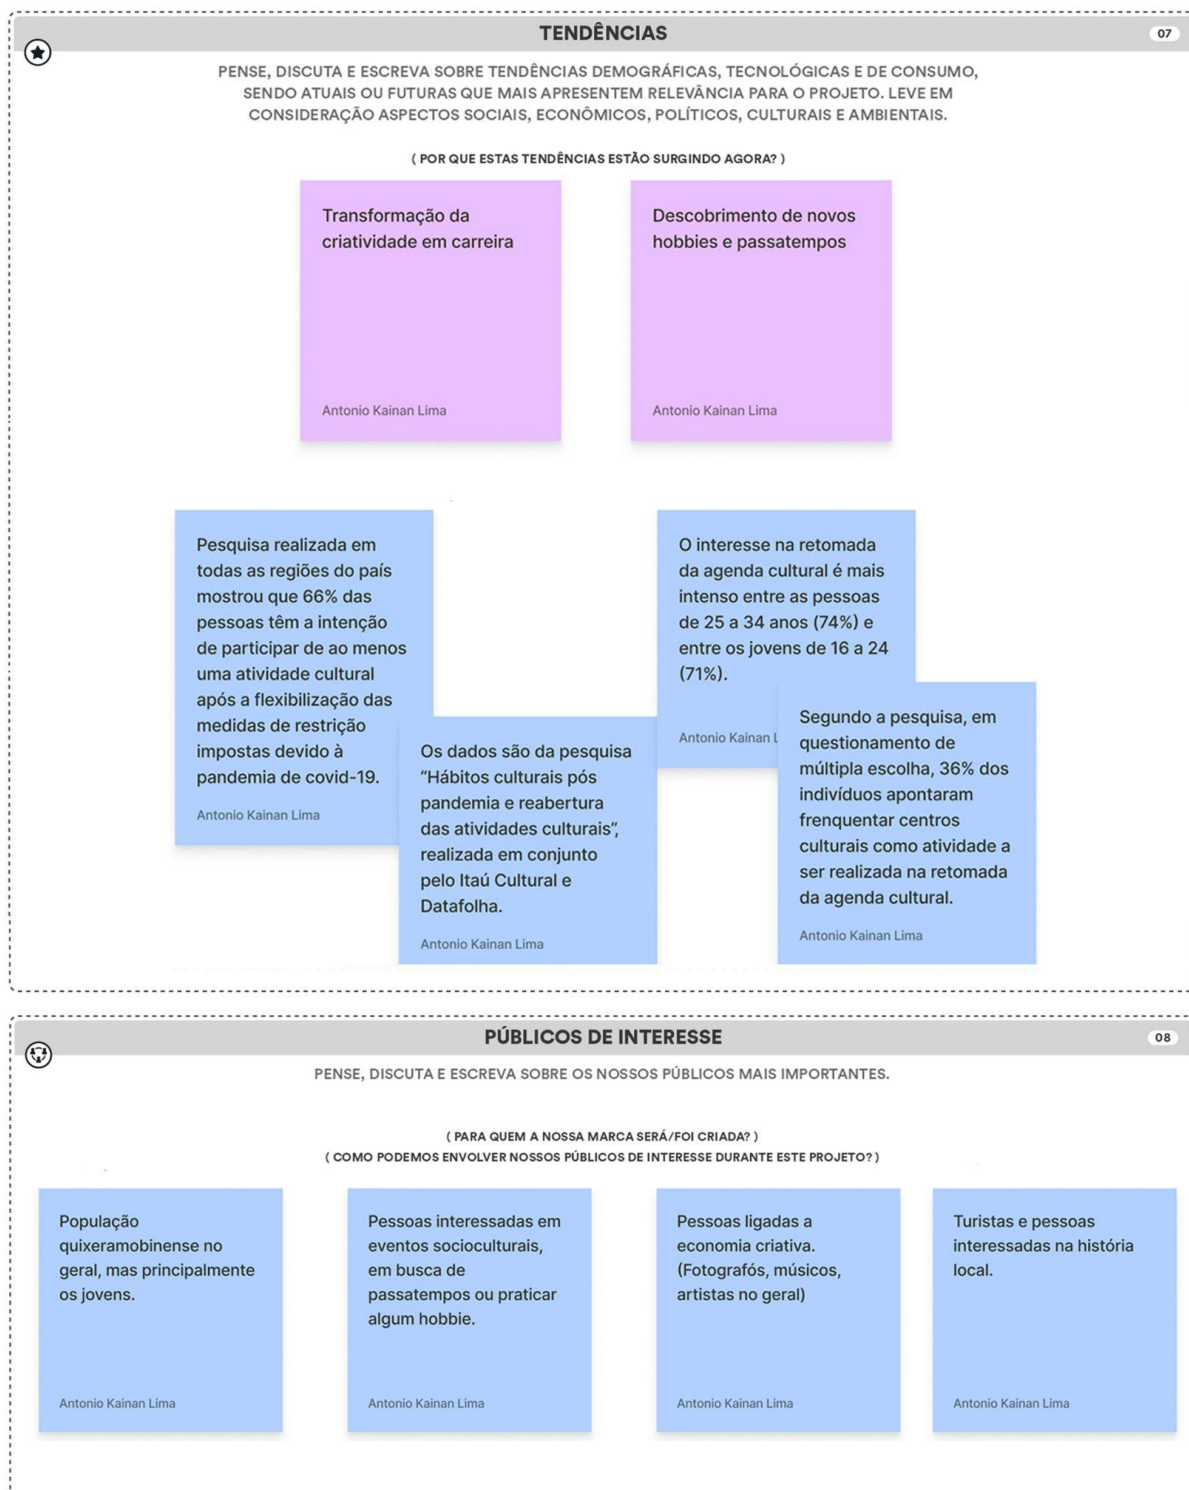 TENDÊNCIAS
07
PENSE, DISCUTA E ESCREVA SOBRE TENDÊNCIAS DEMOGRÁFICAS, TECNOLÓGICAS E DE CONSUMO,
SENDO ATUAIS OU FUTURAS QUE MAIS APRESENTEM RELEVÂNCIA PARA O PROJETO. LEVE EM
CONSIDERAÇÃO ASPECTOS SOCIAIS, ECONÔMICOS, POLÍTICOS, CULTURAIS E AMBIENTAIS.
( POR QUE ESTAS TENDÊNCIAS ESTÃO SURGINDO AGORA? )
Transformação da
criatividade em carreira
Antonio Kainan Lima
Descobrimento de novos
hobbies e passatempos
Antonio Kainan Lima
Pesquisa realizada em
todas as regiões do país
mostrou que 66% das
pessoas têm a intenção
de participar de ao menos
uma atividade cultural
após a flexibilização das
medidas de restrição
impostas devido à
pandemia de covid-19.
Antonio Kainan Lima
Os dados são da pesquisa
“Hábitos culturais pós
pandemia e reabertura
das atividades culturais”,
realizada em conjunto
pelo Itaú Cultural e
Datafolha.
Antonio Kainan Lima
O interesse na retomada
da agenda cultural é mais
intenso entre as pessoas
de 25 a 34 anos (74%) e
entre os jovens de 16 a 24
(71%).
Antonio Kainan L
Segundo a pesquisa, em
questionamento de
múltipla escolha, 36% dos
indivíduos apontaram
frenquentar centros
culturais como atividade a
ser realizada na retomada
da agenda cultural.
Antonio Kainan Lima
PÚBLICOS DE INTERESSE
08
PENSE, DISCUTA E ESCREVA SOBRE OS NOSSOS PÚBLICOS MAIS IMPORTANTES.
( PARA QUEM A NOSSA MARCA SERÁ/FOI CRIADA? )
( COMO PODEMOS ENVOLVER NOSSOS PÚBLICOS DE INTERESSE DURANTE ESTE PROJETO? )
População
quixeramobinense no
geral, mas principalmente
os jovens.
Antonio Kainan Lima
Pessoas interessadas em
eventos socioculturais,
em busca de
passatempos ou praticar
algum hobbie.
Antonio Kainan Lima
Pessoas ligadas a
economia criativa.
(Fotografós, músicos,
artistas no geral)
Antonio Kainan Lima
Turistas e pessoas
interessadas na história
local.
Antonio Kainan Lima